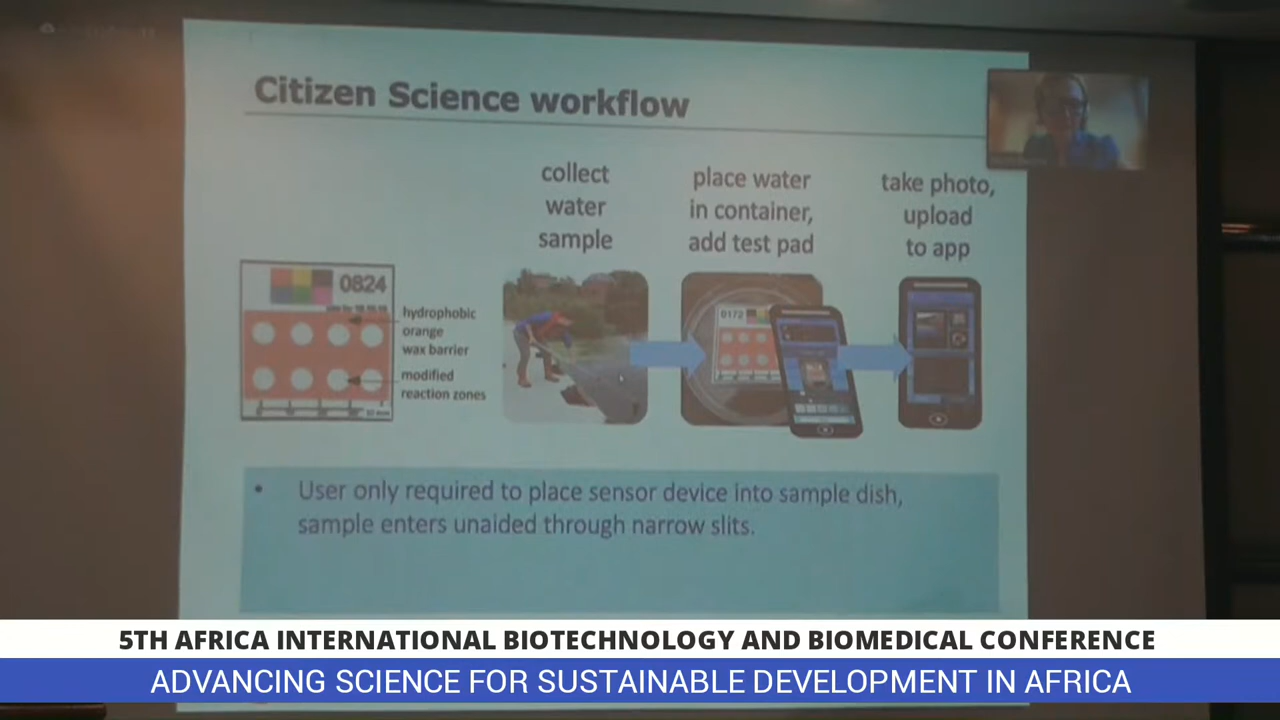 Citizen Science workflow
collect
water
sample
place water
in container,
add test pad
take photo,
upload
to app
0824
hydrophobic
orange
wax barrier
modified
reaction zones
0172
• User only required to place sensor device into sample dish,
sample enters unaided through narrow slits.
5TH AFRICA INTERNATIONAL BIOTECHNOLOGY AND BIOMEDICAL CONFERENCE
ADVANCING SCIENCE FOR SUSTAINABLE DEVELOPMENT IN AFRICA